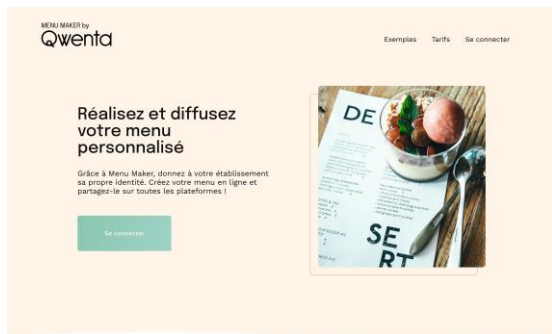 MENU MAKER by
Qwenta
Exemples Tarifs Se connecter
Réalisez et diffusez
votre menu
personnalisé
Grâce à Menu Maker, donnez à votre établissement
sa propre identité. Créez votre menu en ligne et
partagez-le sur toutes les plateformes !
Se connecter
DE
SE
RT